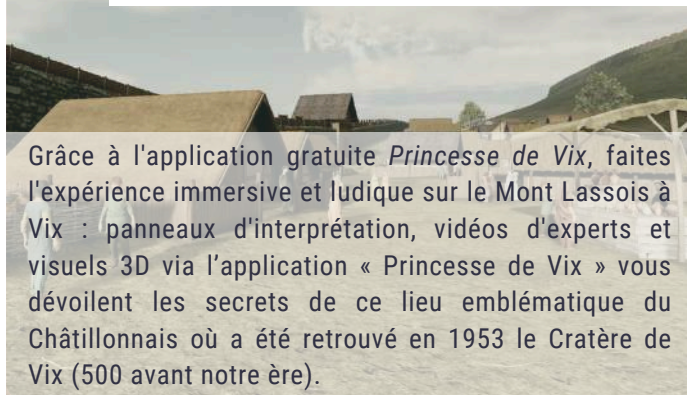 Grâce à l'application gratuite Princesse de Vix, faites
l'expérience immersive et ludique sur le Mont Lassois à
Vix : panneaux d'interprétation, vidéos d'experts et
visuels 3D via l’application « Princesse de Vix » vous
dévoilent les secrets de ce lieu emblématique du
Châtillonnais où a été retrouvé en 1953 le Cratère de
Vix (500 avant notre ère).